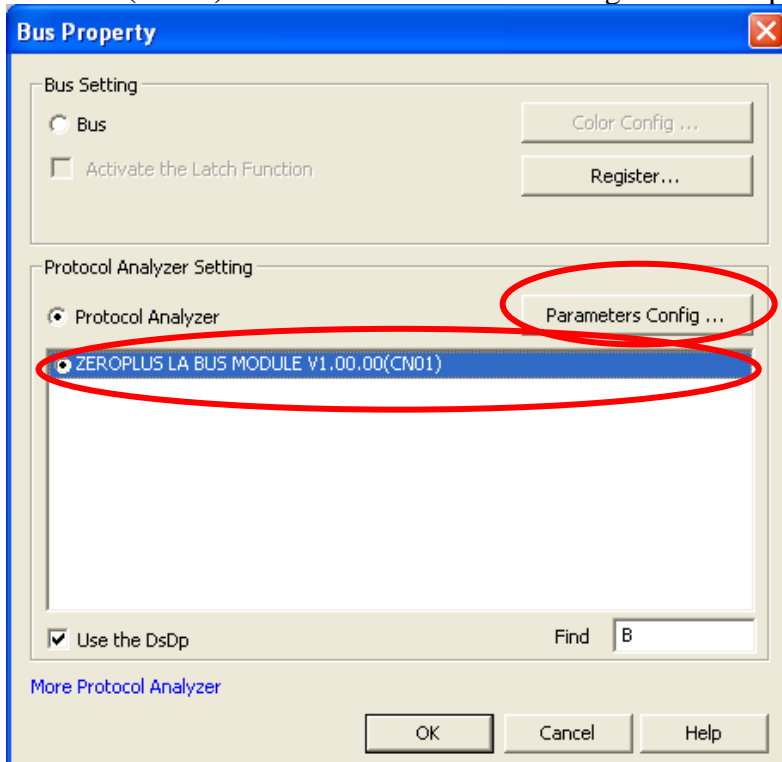 Bus Property
Bus Setting
Bus
Color Config ...
Activate the Latch Function
Register...
Protocol Analyzer Setting
Protocol Analyzer
Parameters Config ...
ZEROPLUS LA BUS MODULE V1.00.00(CN01)
Use the DsDp
Find B
More Protocol Analyzer
OK Cancel Help